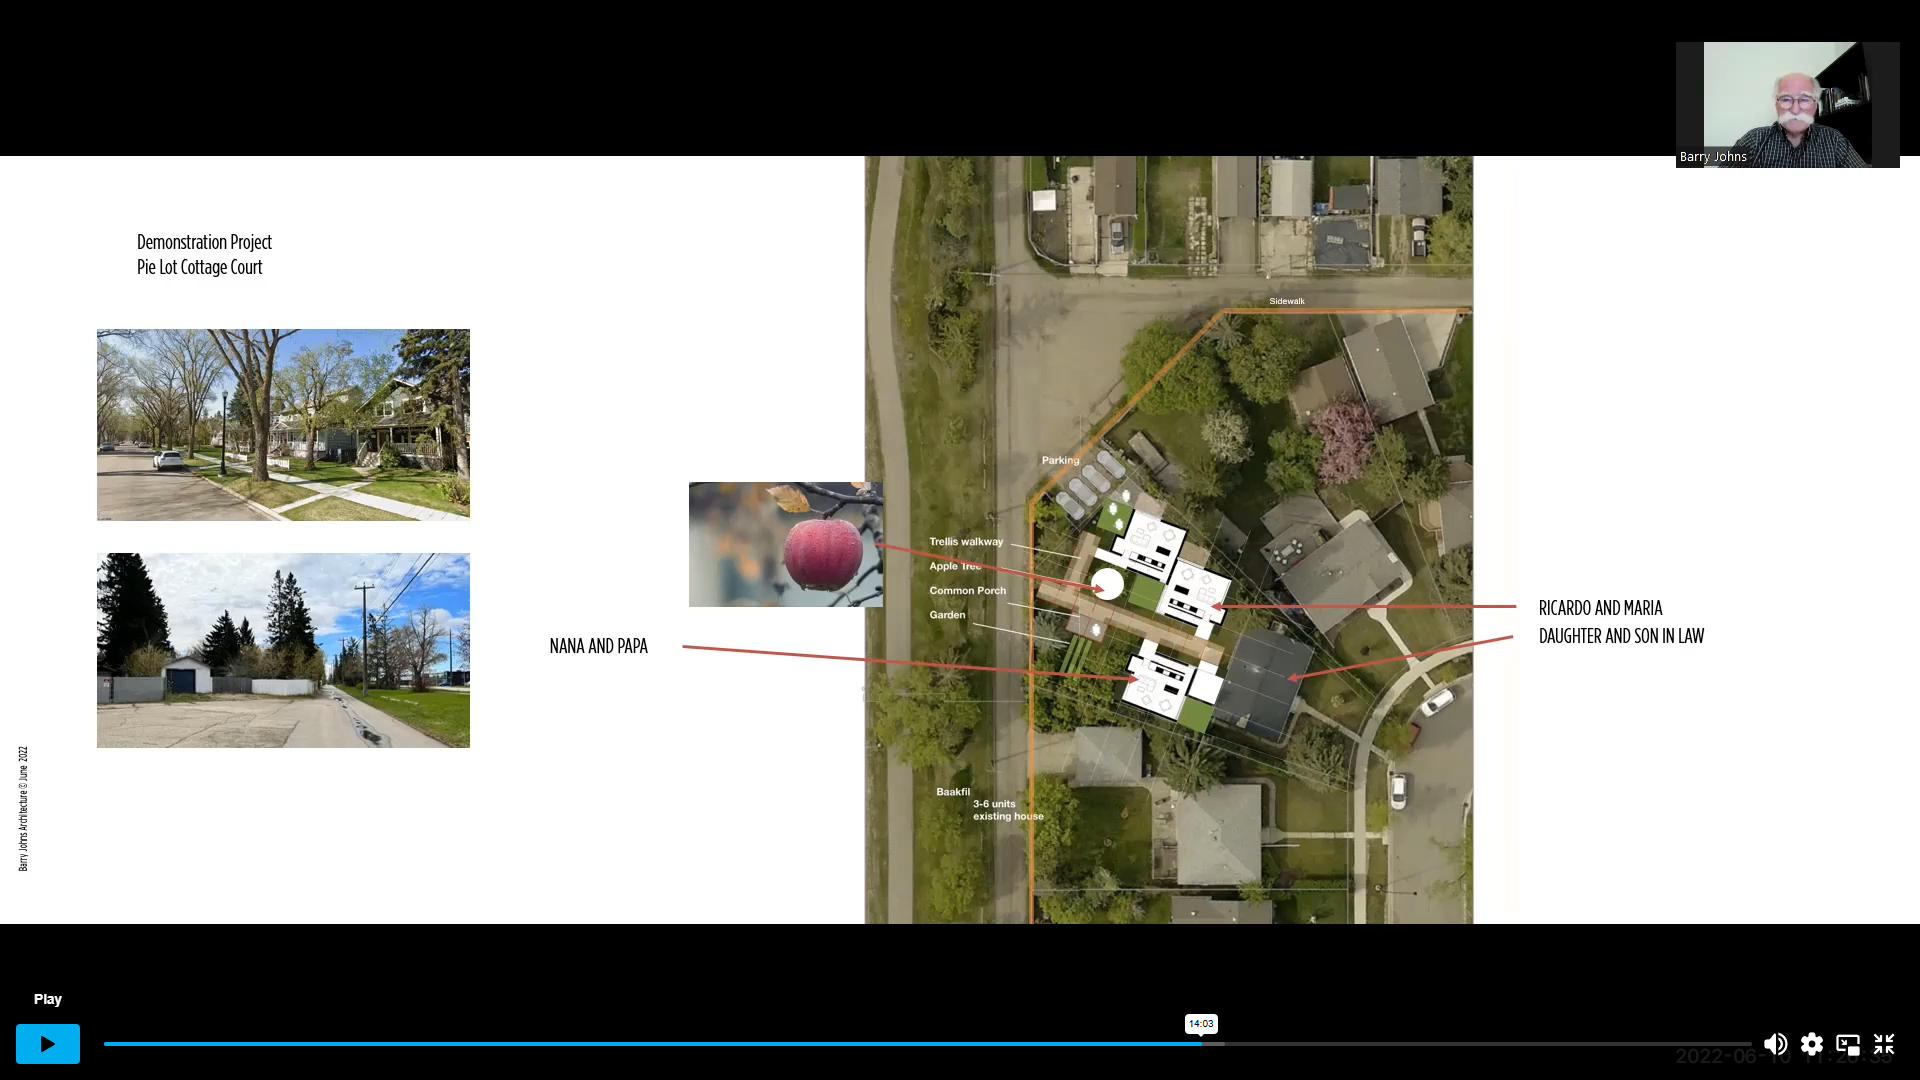 Barry Johns
Demonstration Project
Pie Lot Cottage Court
Sidewalk
Parking
Trellis walkway
Apple Tree
Common Porch
Garden
NANA AND PAPA
RICARDO AND MARIA
DAUGHTER AND SON IN LAW
Baakfil
3-6 units
existing house
Barry Johns Architecture © June 2022
Play
14:03